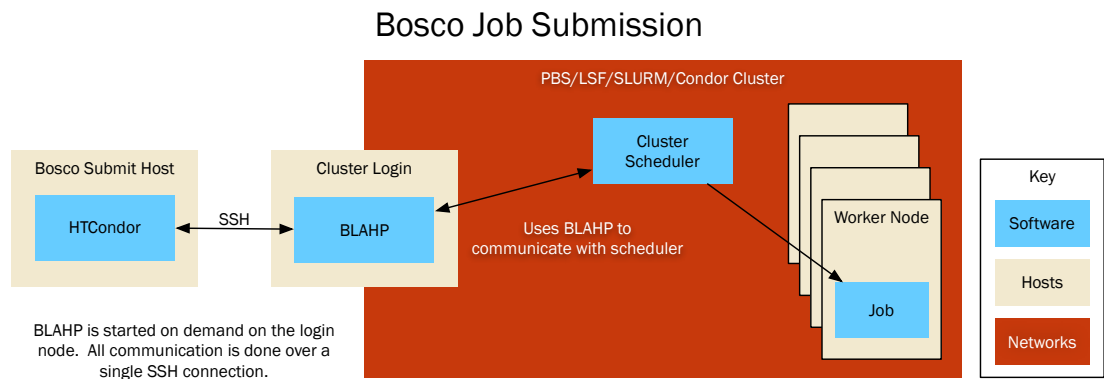 Bosco Job Submission
PBS/LSF/SLURM/Condor Cluster
Bosco Submit Host
HTCondor
SSH
Cluster Login
BLAHP
Cluster
Scheduler
Uses BLAHP to
communicate with scheduler
Worker Node
Job
Key
Software
Hosts
Networks
BLAHP is started on demand on the login
node. All communication is done over a
single SSH connection.